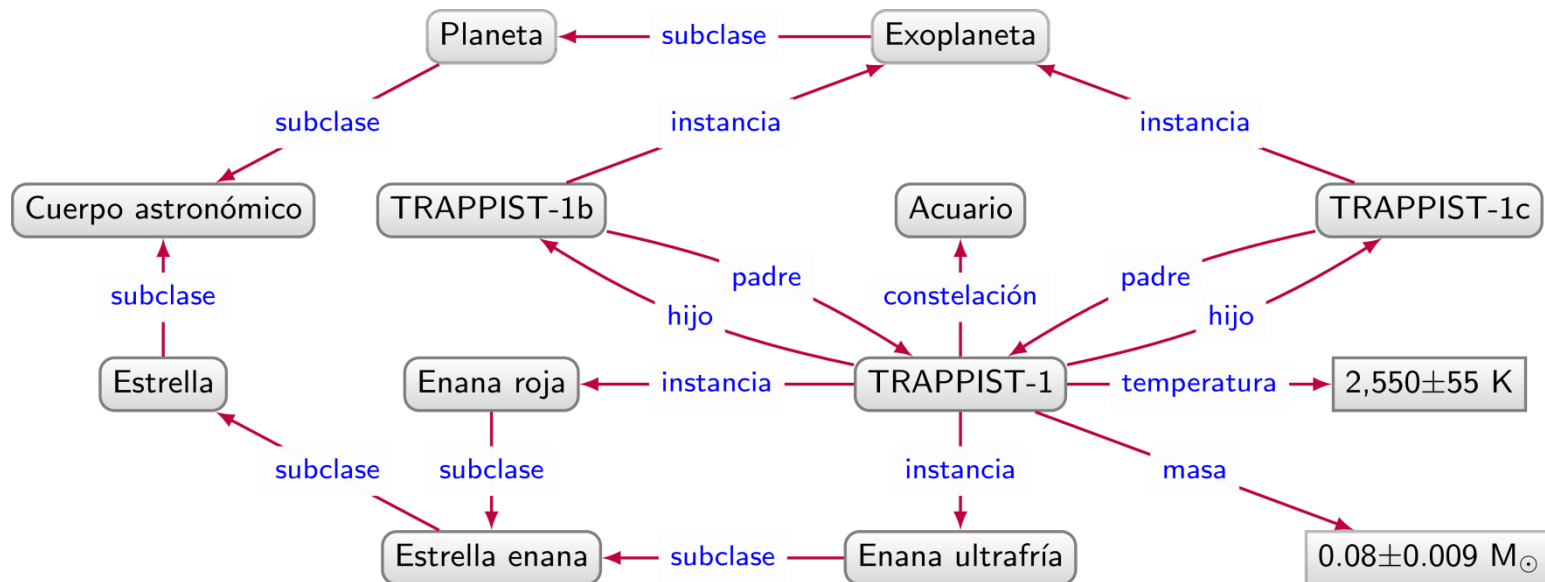 Planeta
subclase
Exoplaneta
subclase
instancia
instancia
Cuerpo astronómico
TRAPPIST-1b
Acuario
TRAPPIST-1c
padre
padre
subclase
constelación
hijo
hijo
Estrella
Enana roja
instancia
TRAPPIST-1
temperatura
2,550±55 K
subclase
subclase
instancia
masa
Estrella enana
subclase
Enana ultrafría
0.08±0.009 M☉